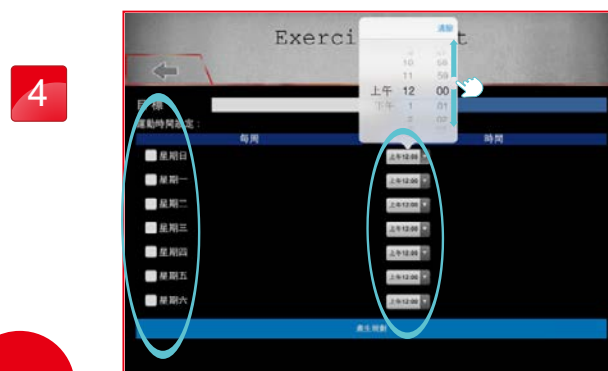 4
Exerci
t
清除
10 58
11 59
上午 12 00
下午 1 01
2 02
目標
運動時間設定：
每周 時間
星期日 上午12:00
星期一 上午12:00
星期二 上午12:00
星期三 上午12:00
星期四 上午12:00
星期五 上午12:00
星期六 上午12:00
產生規劃